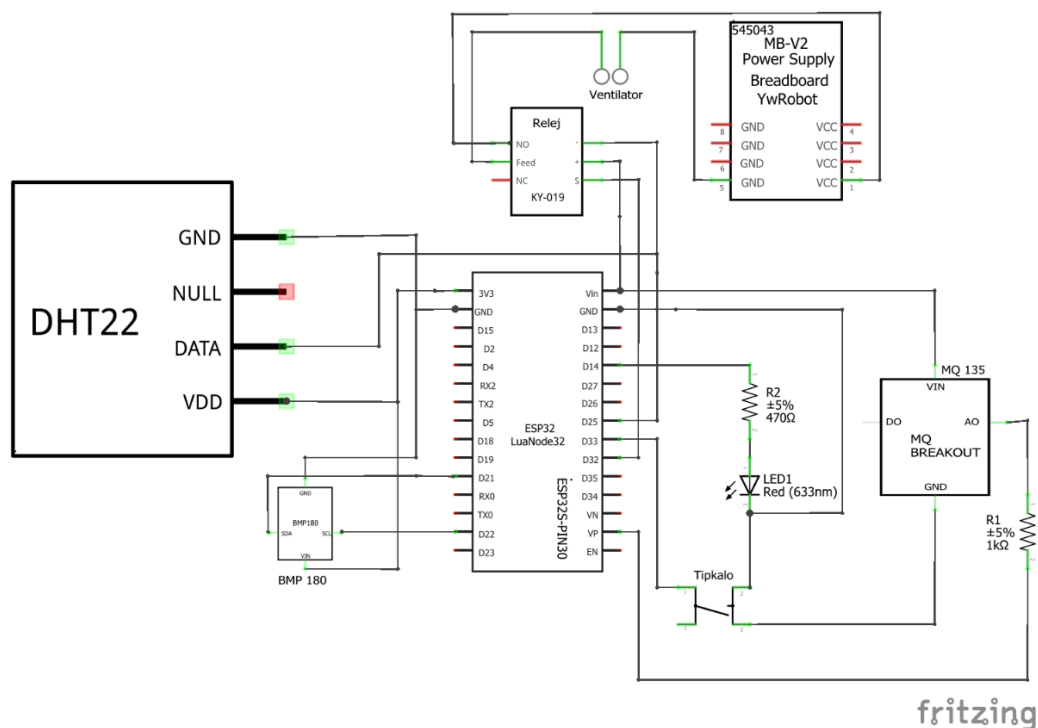 545043
MB-V2
Power Supply
Breadboard
YwRobot
8 GND VCC 4
7 GND VCC 3
6 GND VCC 2
5 GND VCC 1
Ventilator
Relej
NO -
Feed +
NC S
KY-019
DHT22
GND
NULL
DATA
VDD
3V3 Vin
GND GND
D15 D13
D2 D12
D4 D14
RX2 D27
TX2 D26
D5 D25
D18 D33
D19 D32
D21 D35
RX0 D34
TX0 VN
D22 VP
D23 EN
ESP32
LuaNode32
ESP32S-PIN30
R2
±5%
470Ω
LED1
Red (633nm)
MQ 135
VIN
DO AO
MQ
BREAKOUT
GND
R1
±5%
1kΩ
GND
BMP180
SDA SCL
VIN
BMP 180
Tipkalo
fritzing